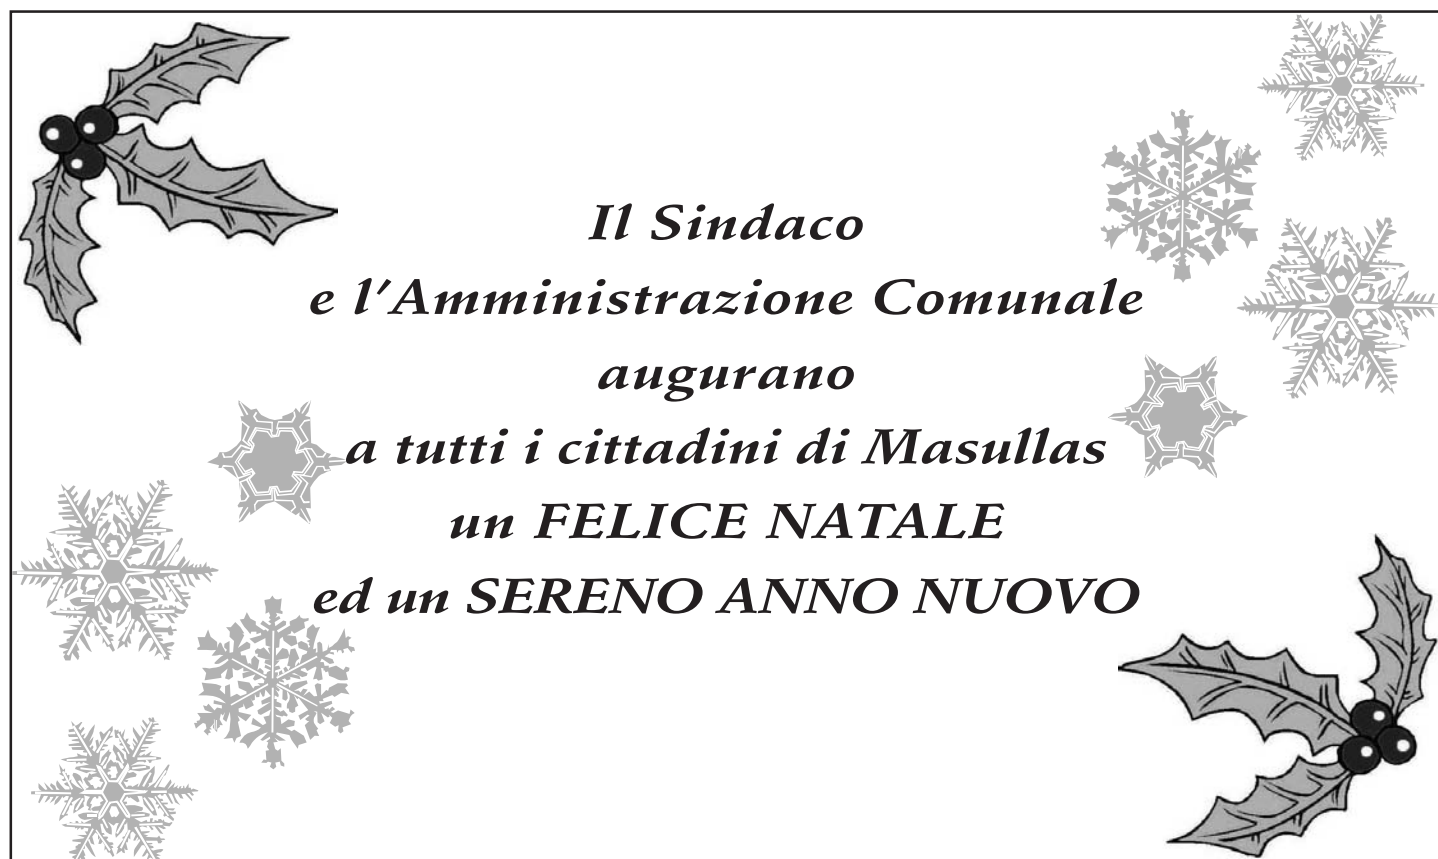 Il Sindaco
e l'Amministrazione Comunale
augurano
a tutti i cittadini di Masullas
un FELICE NATALE
ed un SERENO ANNO NUOVO